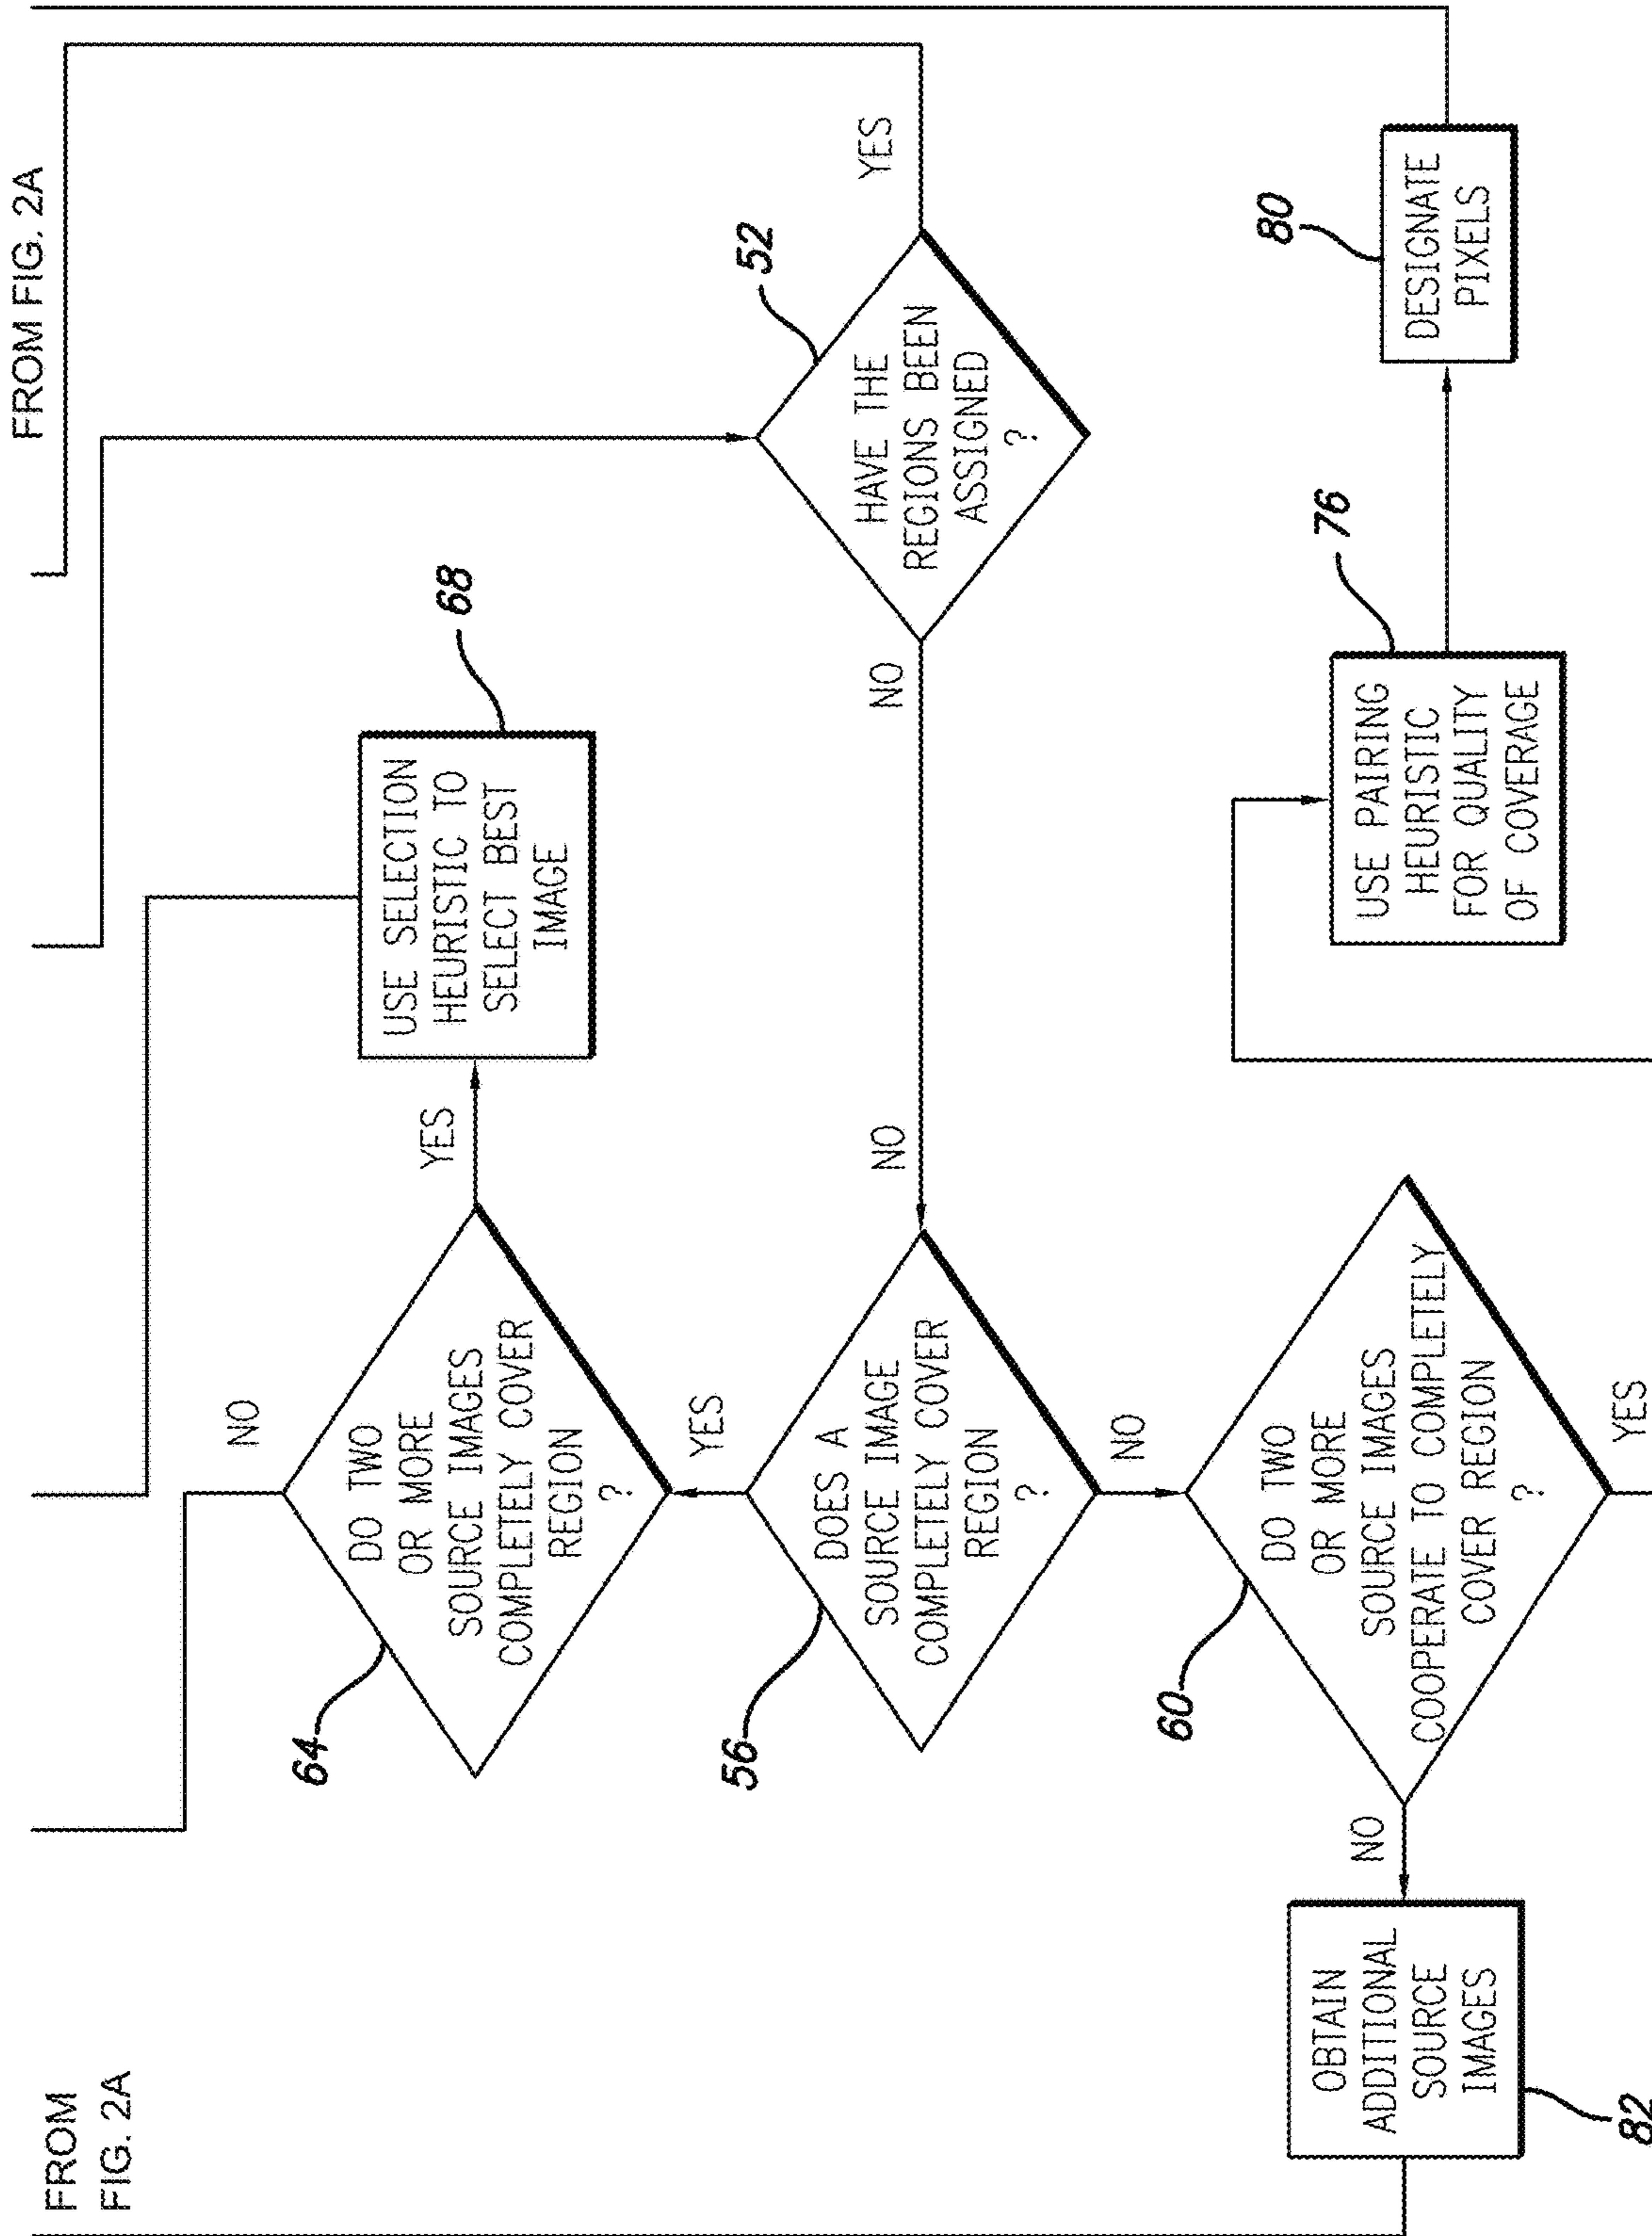 FROM
FIG. 2A
FROM FIG. 2A
NO
64
DO TWO
OR MORE
SOURCE IMAGES
COMPLETELY COVER
REGION
?
YES
USE SELECTION
HEURISTIC TO
SELECT BEST
IMAGE
68
YES
56
DOES A
SOURCE IMAGE
COMPLETELY COVER
REGION
?
NO
NO
HAVE THE
REGIONS BEEN
ASSIGNED
?
52
YES
NO
60
DO TWO
OR MORE
SOURCE IMAGES
COOPERATE TO COMPLETELY
COVER REGION
?
NO
YES
OBTAIN
ADDITIONAL
SOURCE
IMAGES
82
USE PAIRING
HEURISTIC
FOR QUALITY
OF COVERAGE
76
DESIGNATE
PIXELS
80